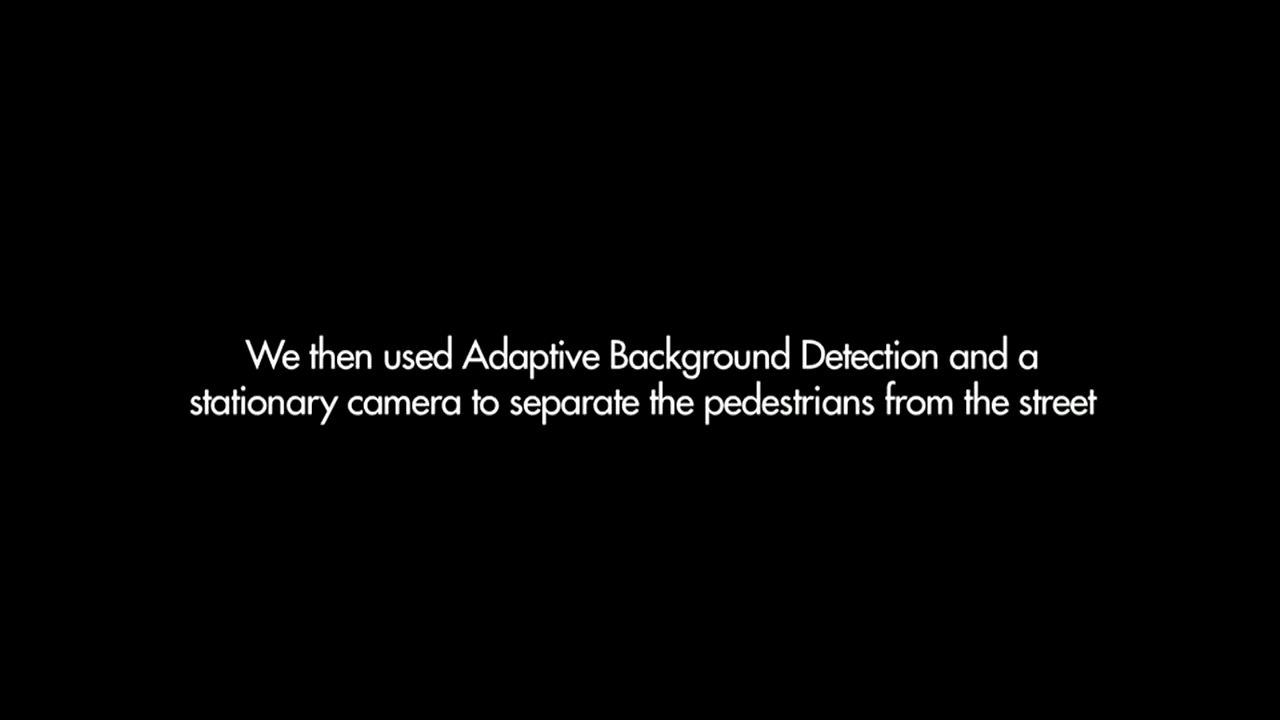 We then used Adaptive Background Detection and a
stationary camera to separate the pedestrians from the street